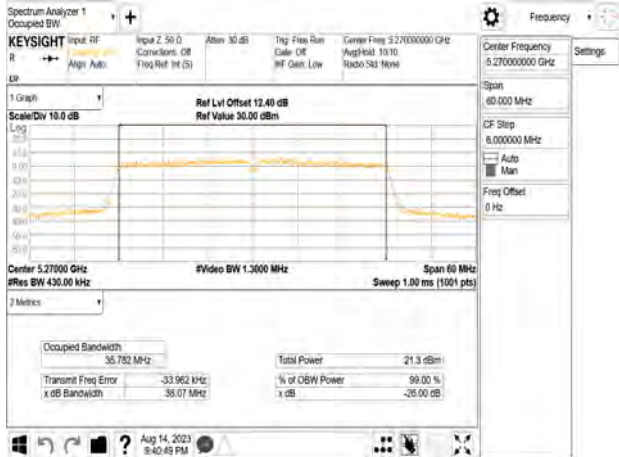 Spectrum Analyzer 1
Occupied BW
Frequency
KEYSIGHT
R
Input: RF
Align: Auto
Input Z: 50 Ω
Corrections: Off
Freq Ref: Int (S)
Atten: 30 dB
Trig: Free Run
Gate: Off
#IF Gain: Low
Center Freq: 5.270000000 GHz
Avg|Hold: 10/10
Radio Std: None
1 Graph
Scale/Div 10.0 dB
Ref Lvl Offset 12.40 dB
Ref Value 30.00 dBm
Log
Center 5.27000 GHz
#Res BW 430.00 kHz
#Video BW 1.3000 MHz
Span 60 MHz
Sweep 1.00 ms (1001 pts)
2 Metrics
Occupied Bandwidth
35.782 MHz
Total Power
21.3 dBm
Transmit Freq Error
-33.962 kHz
% of OBW Power
99.00 %
x dB Bandwidth
38.07 MHz
x dB
-26.00 dB
Aug 14, 2023
9:40:49 PM
Center Frequency
5.270000000 GHz
Settings
Span
60.000 MHz
CF Step
6.000000 MHz
Auto
Man
Freq Offset
0 Hz